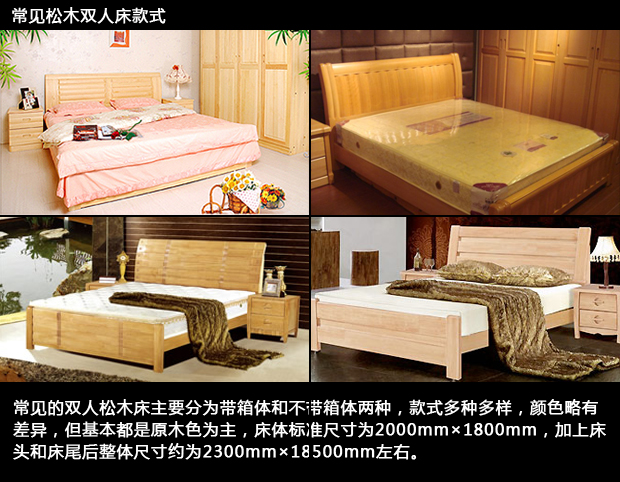 常见松木双人床款式
常见的双人松木床主要分为带箱体和不带箱体两种，款式多种多样，颜色略有
差异，但基本都是原木色为主，床体标准尺寸为2000mm×1800mm，加上床
头和床尾后整体尺寸约为2300mm×18500mm左右。